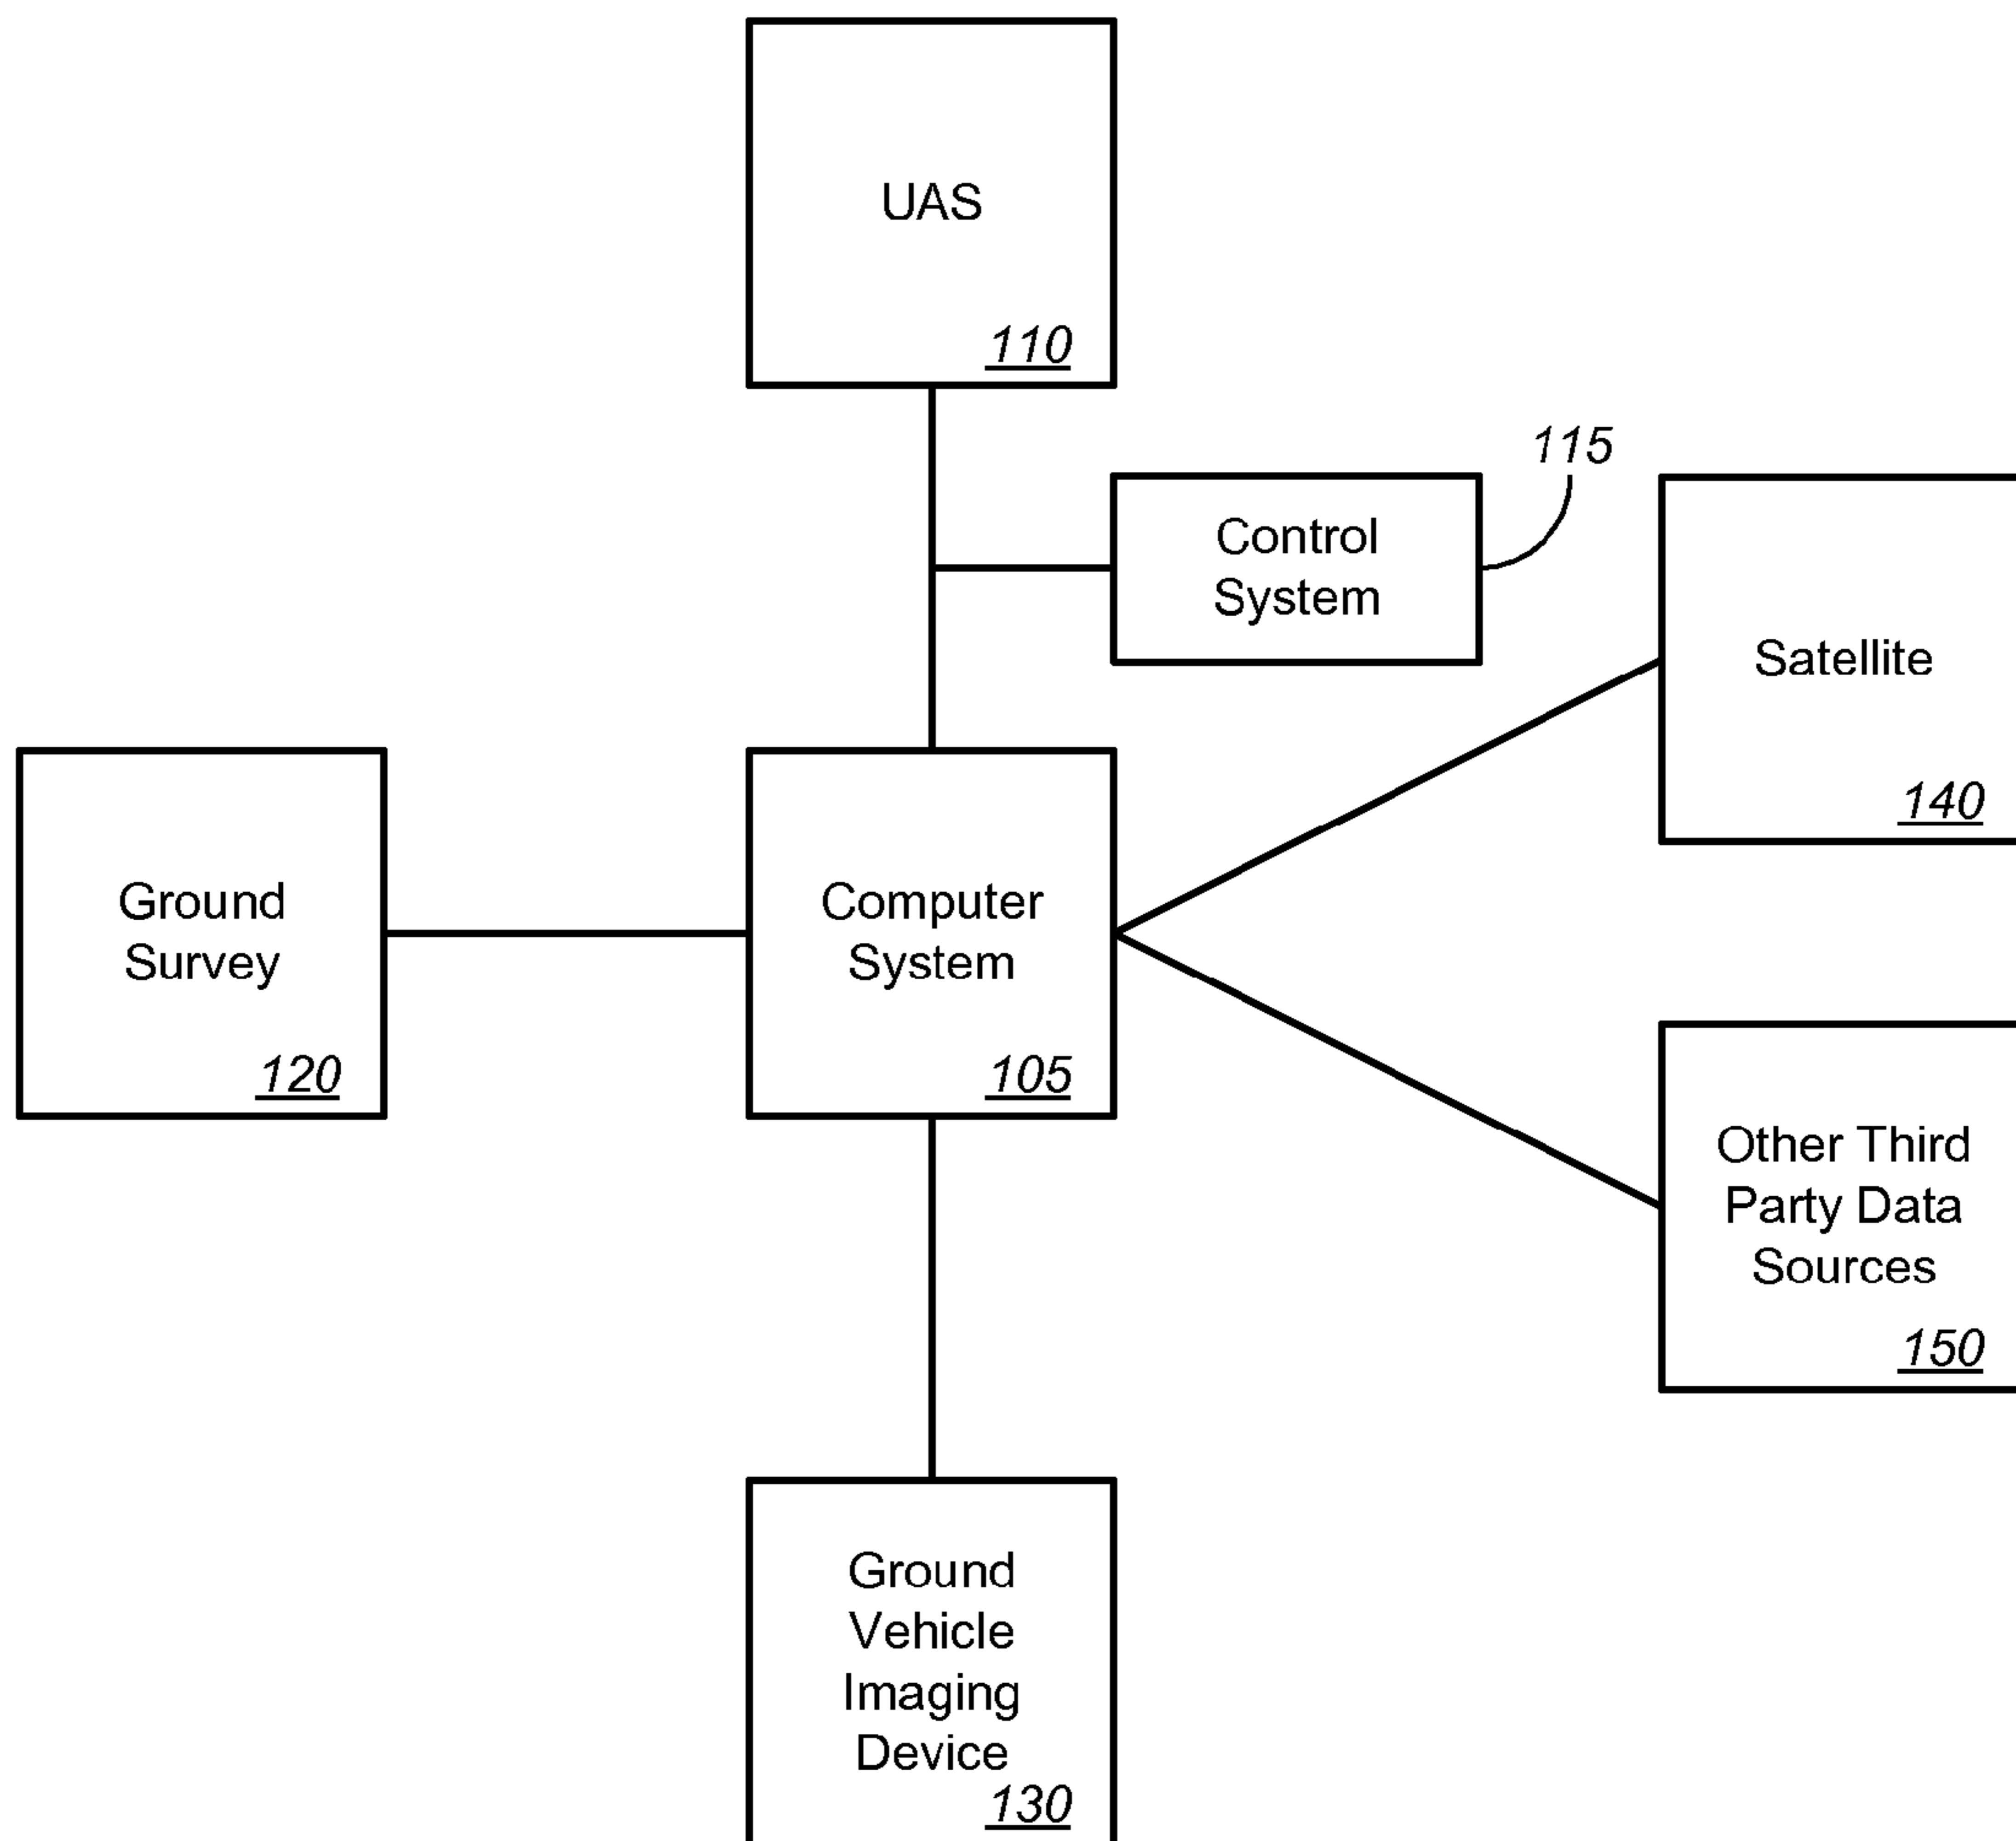 UAS
110
115
Control
System
Satellite
140
Ground
Survey
120
Computer
System
105
Other Third
Party Data
Sources
150
Ground
Vehicle
Imaging
Device
130